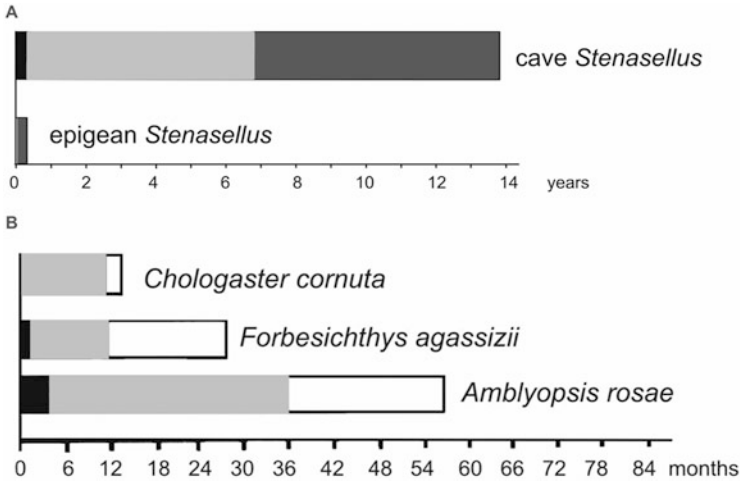 A
cave Stenasellus
epigean Stenasellus
0 2 4 6 8 10 12 14 years
B
Chologaster cornuta
Forbesichthys agassizii
Amblyopsis rosae
0 6 12 18 24 30 36 42 48 54 60 66 72 78 84 months